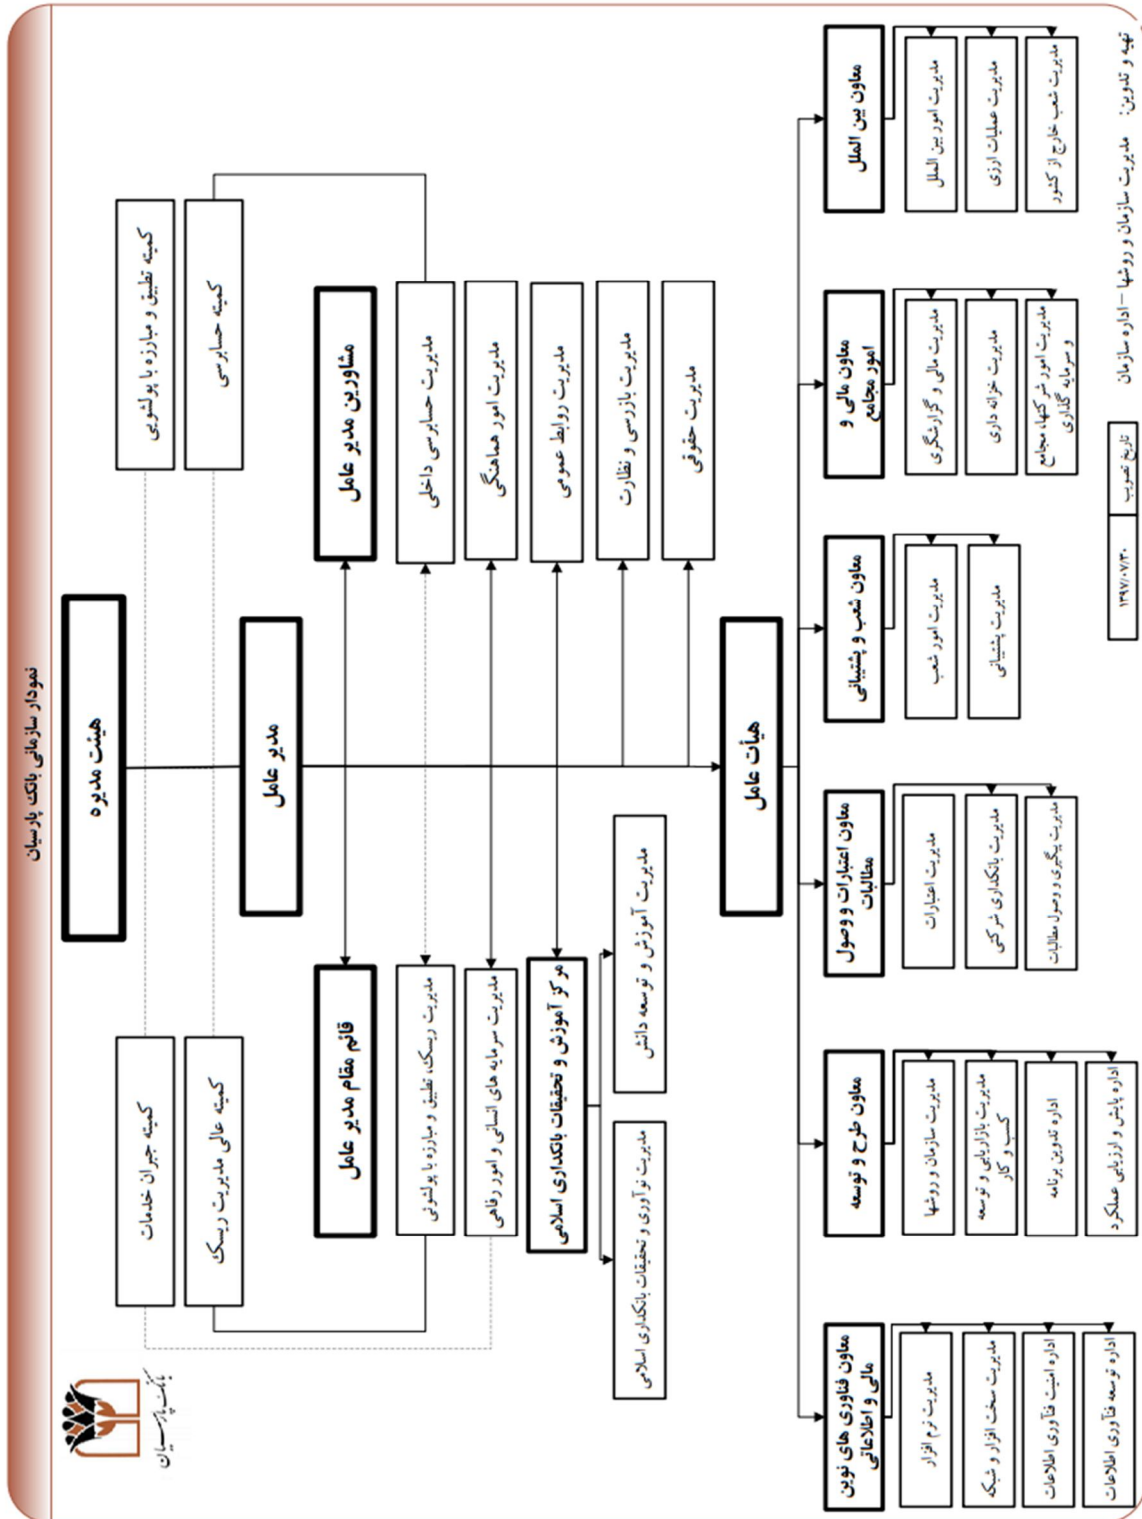 نمودار سازمانی بانک پارسیان
بانک پارسیان
هیئت مدیره
کمیته تطبیق و مبارزه با پولشویی
کمیته حسابرسی
کمیته جبران خدمات
کمیته عالی مدیریت ریسک
مدیر عامل
مشاورین مدیر عامل
قائم مقام مدیر عامل
مدیریت حسابرسی داخلی
مدیریت ریسک، تطبیق و مبارزه با پولشوئی
مدیریت امور هماهنگی
مدیریت سرمایه های انسانی و امور رفاهی
مدیریت روابط عمومی
مرکز آموزش و تحقیقات بانکداری اسلامی
مدیریت بازرسی و نظارت
مدیریت حقوقی
مدیریت آموزش و توسعه دانش
مدیریت نوآوری و تحقیقات بانکداری اسلامی
هیأت عامل
معاون بین الملل
مدیریت امور بین الملل
مدیریت عملیات ارزی
مدیریت شعب خارج از کشور
معاون مالی و
امور مجامع
مدیریت مالی و گزارشگری
مدیریت خزانه داری
مدیریت امور شرکتها، مجامع
و سرمایه گذاری
معاون شعب و پشتیبانی
مدیریت امور شعب
مدیریت پشتیبانی
معاون اعتبارات و وصول
مطالبات
مدیریت اعتبارات
مدیریت بانکداری شرکتی
مدیریت پیگیری و وصول مطالبات
معاون طرح و توسعه
مدیریت سازمان و روشها
مدیریت بازاریابی و توسعه
کسب و کار
اداره تدوین برنامه
اداره پایش و ارزیابی عملکرد
معاون فناوری های نوین
مالی و اطلاعاتی
مدیریت نرم افزار
مدیریت سخت افزار و شبکه
اداره امنیت فنآوری اطلاعات
اداره توسعه فنآوری اطلاعات
تهیه و تدوین: مدیریت سازمان و روشها –اداره سازمان
تاریخ تصویب
۱۳۹۷/۰۷/۳۰